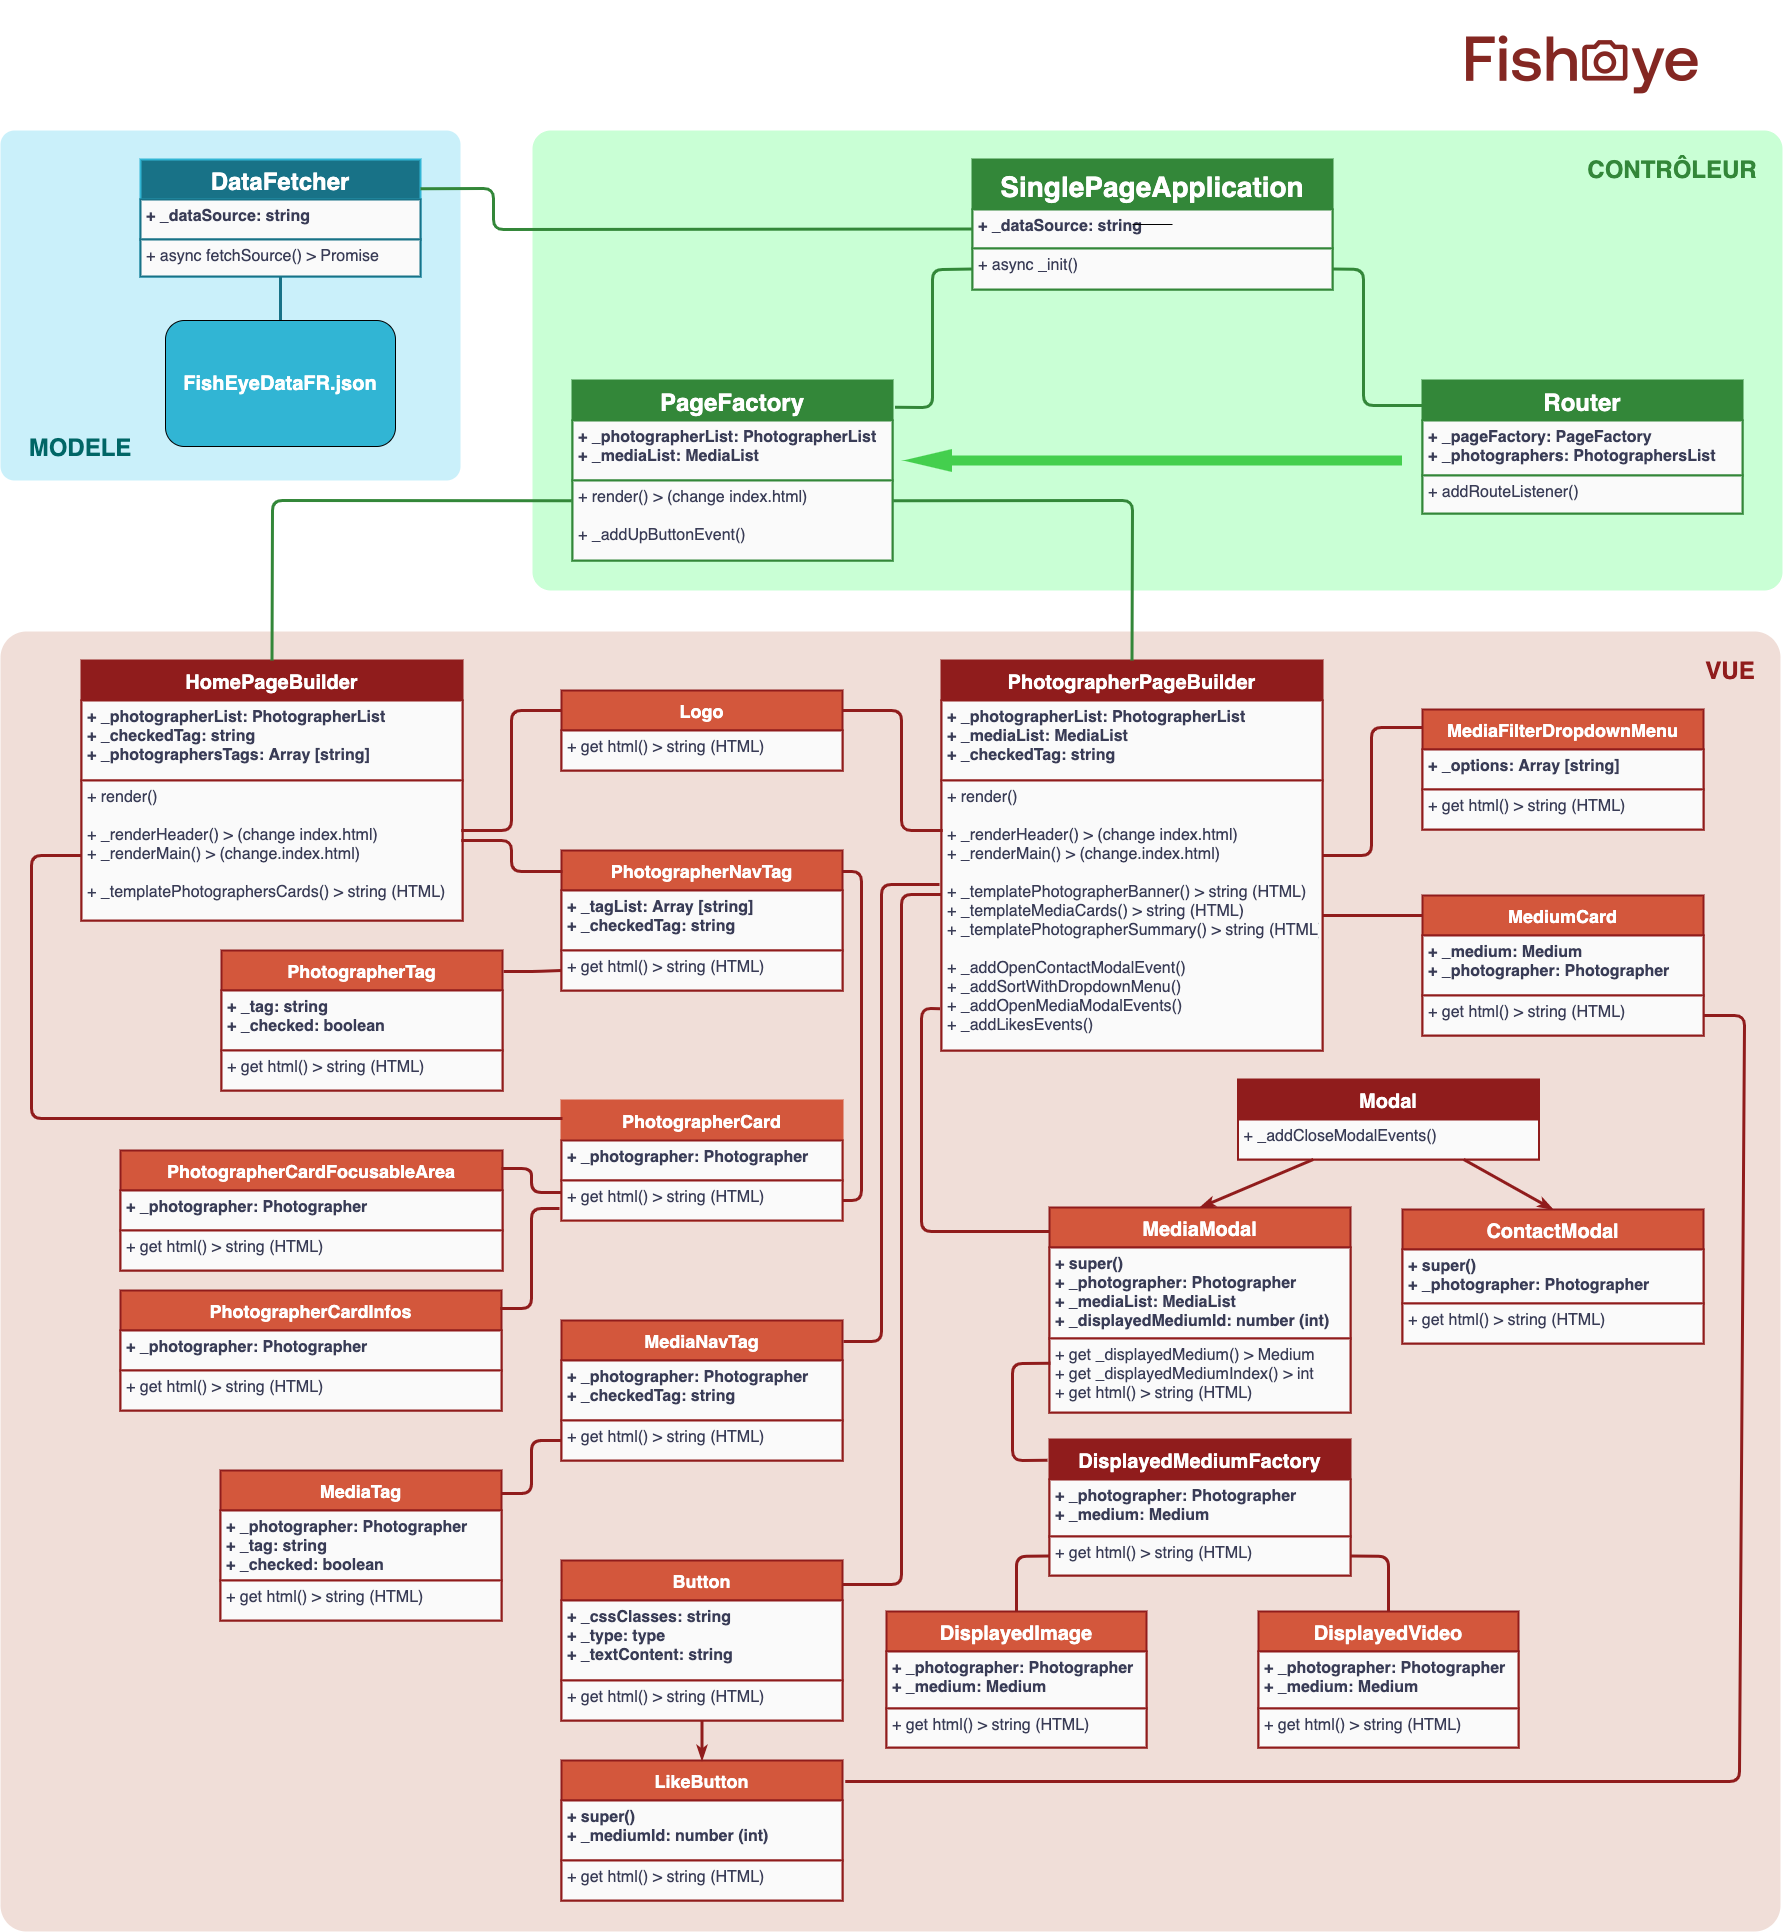 Fish ye
MODELE
DataFetcher
+ _dataSource: string
+ async fetchSource() > Promise
FishEyeDataFR.json
CONTRÔLEUR
SinglePageApplication
+ _dataSource: string
+ async _init()
PageFactory
+ _photographerList: PhotographerList
+ _mediaList: MediaList
+ render() > (change index.html)
+ _addUpButtonEvent()
Router
+ _pageFactory: PageFactory
+ _photographers: PhotographersList
+ addRouteListener()
VUE
HomePageBuilder
+ _photographerList: PhotographerList
+ _checkedTag: string
+ _photographersTags: Array [string]
+ render()
+ _renderHeader() > (change index.html)
+ _renderMain() > (change.index.html)
+ _templatePhotographersCards() > string (HTML)
Logo
+ get html() > string (HTML)
PhotographerNavTag
+ _tagList: Array [string]
+ _checkedTag: string
+ get html() > string (HTML)
PhotographerTag
+ _tag: string
+ _checked: boolean
+ get html() > string (HTML)
PhotographerCard
+ _photographer: Photographer
+ get html() > string (HTML)
PhotographerCardFocusableArea
+ _photographer: Photographer
+ get html() > string (HTML)
PhotographerCardInfos
+ _photographer: Photographer
+ get html() > string (HTML)
MediaNavTag
+ _photographer: Photographer
+ _checkedTag: string
+ get html() > string (HTML)
MediaTag
+ _photographer: Photographer
+ _tag: string
+ _checked: boolean
+ get html() > string (HTML)
Button
+ _cssClasses: string
+ _type: type
+ _textContent: string
+ get html() > string (HTML)
LikeButton
+ super()
+ _mediumId: number (int)
+ get html() > string (HTML)
PhotographerPageBuilder
+ _photographerList: PhotographerList
+ _mediaList: MediaList
+ _checkedTag: string
+ render()
+ _renderHeader() > (change index.html)
+ _renderMain() > (change.index.html)
+ _templatePhotographerBanner() > string (HTML)
+ _templateMediaCards() > string (HTML)
+ _templatePhotographerSummary() > string (HTML
+ _addOpenContactModalEvent()
+ _addSortWithDropdownMenu()
+ _addOpenMediaModalEvents()
+ _addLikesEvents()
MediaFilterDropdownMenu
+ _options: Array [string]
+ get html() > string (HTML)
MediumCard
+ _medium: Medium
+ _photographer: Photographer
+ get html() > string (HTML)
Modal
+ _addCloseModalEvents()
MediaModal
+ super()
+ _photographer: Photographer
+ _mediaList: MediaList
+ _displayedMediumId: number (int)
+ get _displayedMedium() > Medium
+ get _displayedMediumIndex() > int
+ get html() > string (HTML)
ContactModal
+ super()
+ _photographer: Photographer
+ get html() > string (HTML)
DisplayedMediumFactory
+ _photographer: Photographer
+ _medium: Medium
+ get html() > string (HTML)
DisplayedImage
+ _photographer: Photographer
+ _medium: Medium
+ get html() > string (HTML)
DisplayedVideo
+ _photographer: Photographer
+ _medium: Medium
+ get html() > string (HTML)